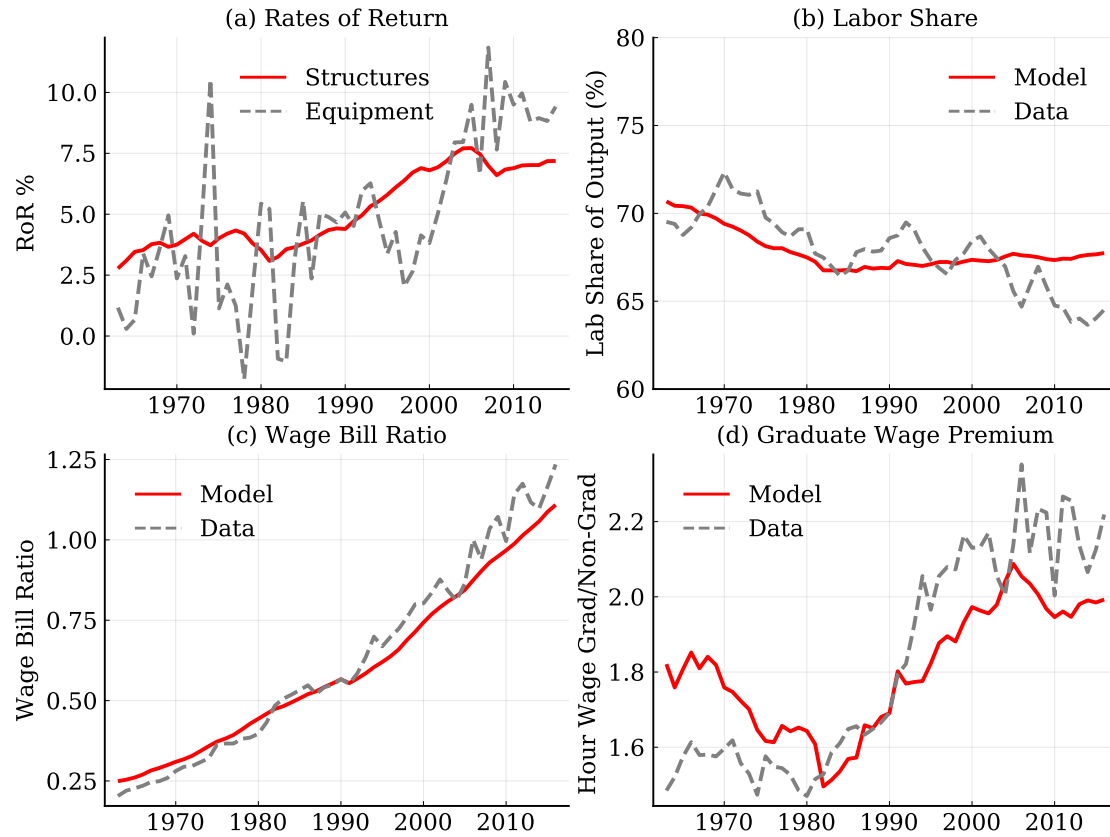 (a) Rates of Return
RoR %
10.0
7.5
5.0
2.5
0.0
Structures
Equipment
1970 1980 1990 2000 2010
(b) Labor Share
Lab Share of Output (%)
80
75
70
65
60
Model
Data
1970 1980 1990 2000 2010
(c) Wage Bill Ratio
Wage Bill Ratio
1.25
1.00
0.75
0.50
0.25
Model
Data
1970 1980 1990 2000 2010
(d) Graduate Wage Premium
Hour Wage Grad/Non-Grad
2.2
2.0
1.8
1.6
Model
Data
1970 1980 1990 2000 2010